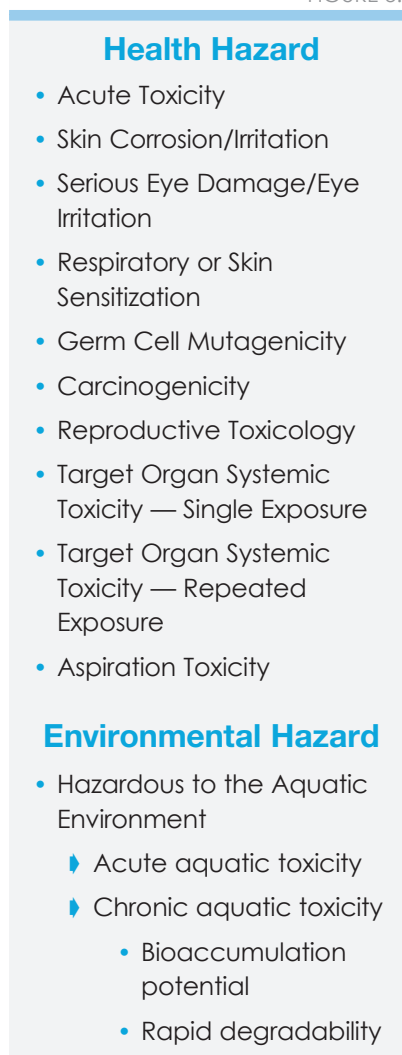 Health Hazard
• Acute Toxicity
• Skin Corrosion/Irritation
• Serious Eye Damage/Eye
Irritation
• Respiratory or Skin
Sensitization
• Germ Cell Mutagenicity
• Carcinogenicity
• Reproductive Toxicology
• Target Organ Systemic
Toxicity — Single Exposure
• Target Organ Systemic
Toxicity — Repeated
Exposure
• Aspiration Toxicity
Environmental Hazard
• Hazardous to the Aquatic
Environment
➧ Acute aquatic toxicity
➧ Chronic aquatic toxicity
• Bioaccumulation
potential
• Rapid degradability